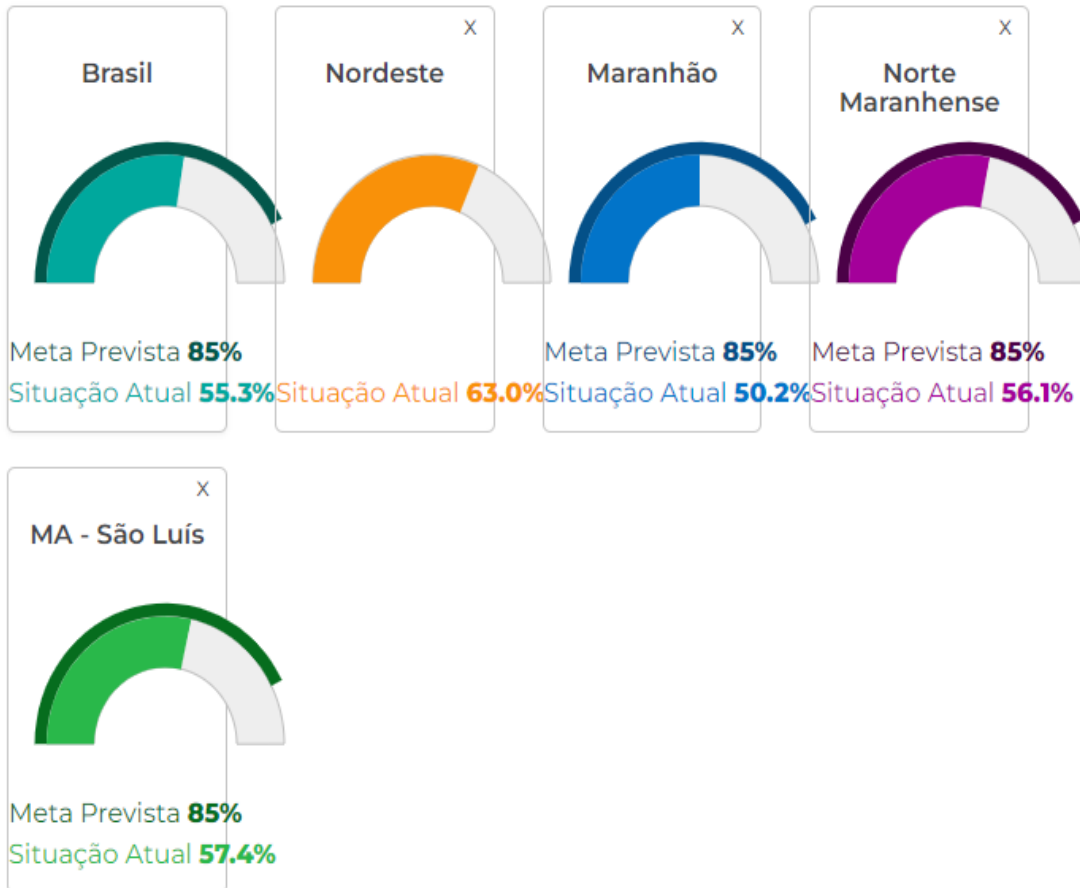 Brasil
Meta Prevista 85%
Situação Atual 55.3%
X
Nordeste
Situação Atual 63.0%
X
Maranhão
Meta Prevista 85%
Situação Atual 50.2%
X
Norte
Maranhense
Meta Prevista 85%
Situação Atual 56.1%
X
MA - São Luís
Meta Prevista 85%
Situação Atual 57.4%